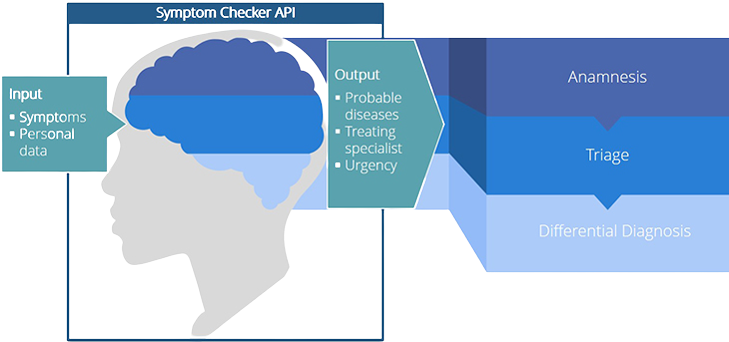 Symptom Checker API
Input
▪ Symptoms
▪ Personal
data
Output
▪ Probable
diseases
▪ Treating
specialist
▪ Urgency
Anamnesis
Triage
Differential Diagnosis